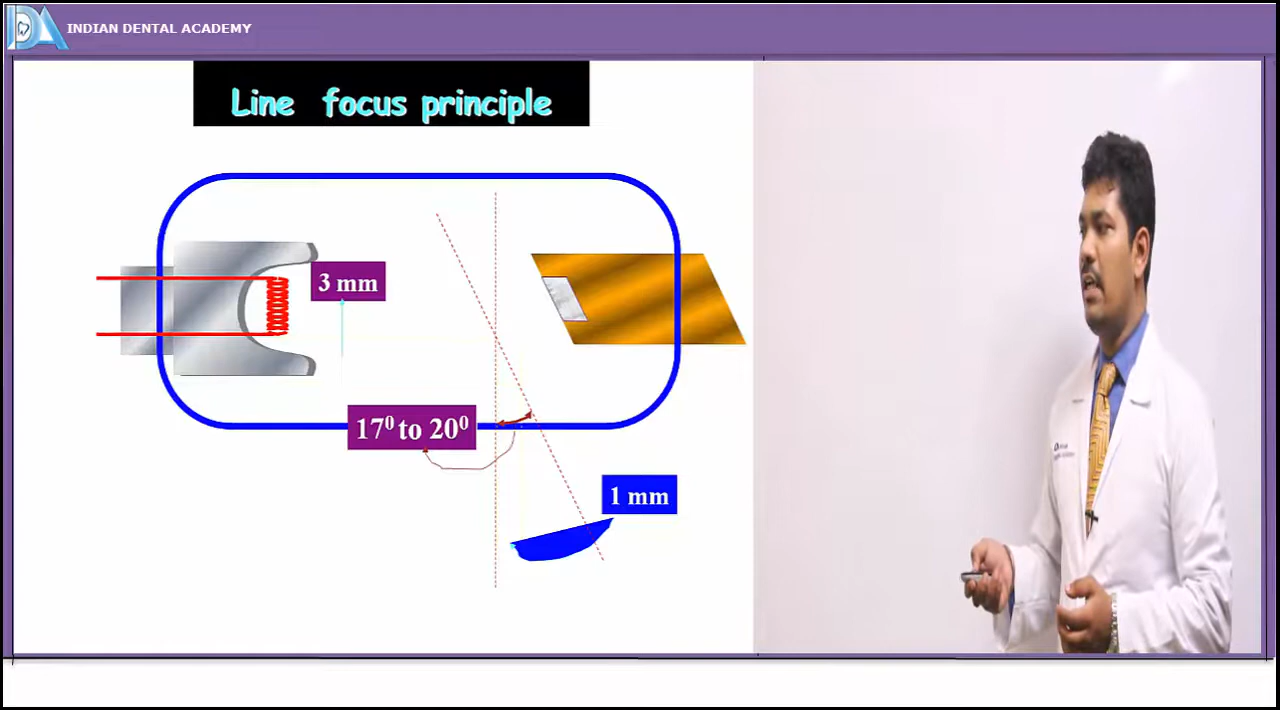 INDIAN DENTAL ACADEMY
Line focus principle
3 mm
17⁰ to 20⁰
1 mm